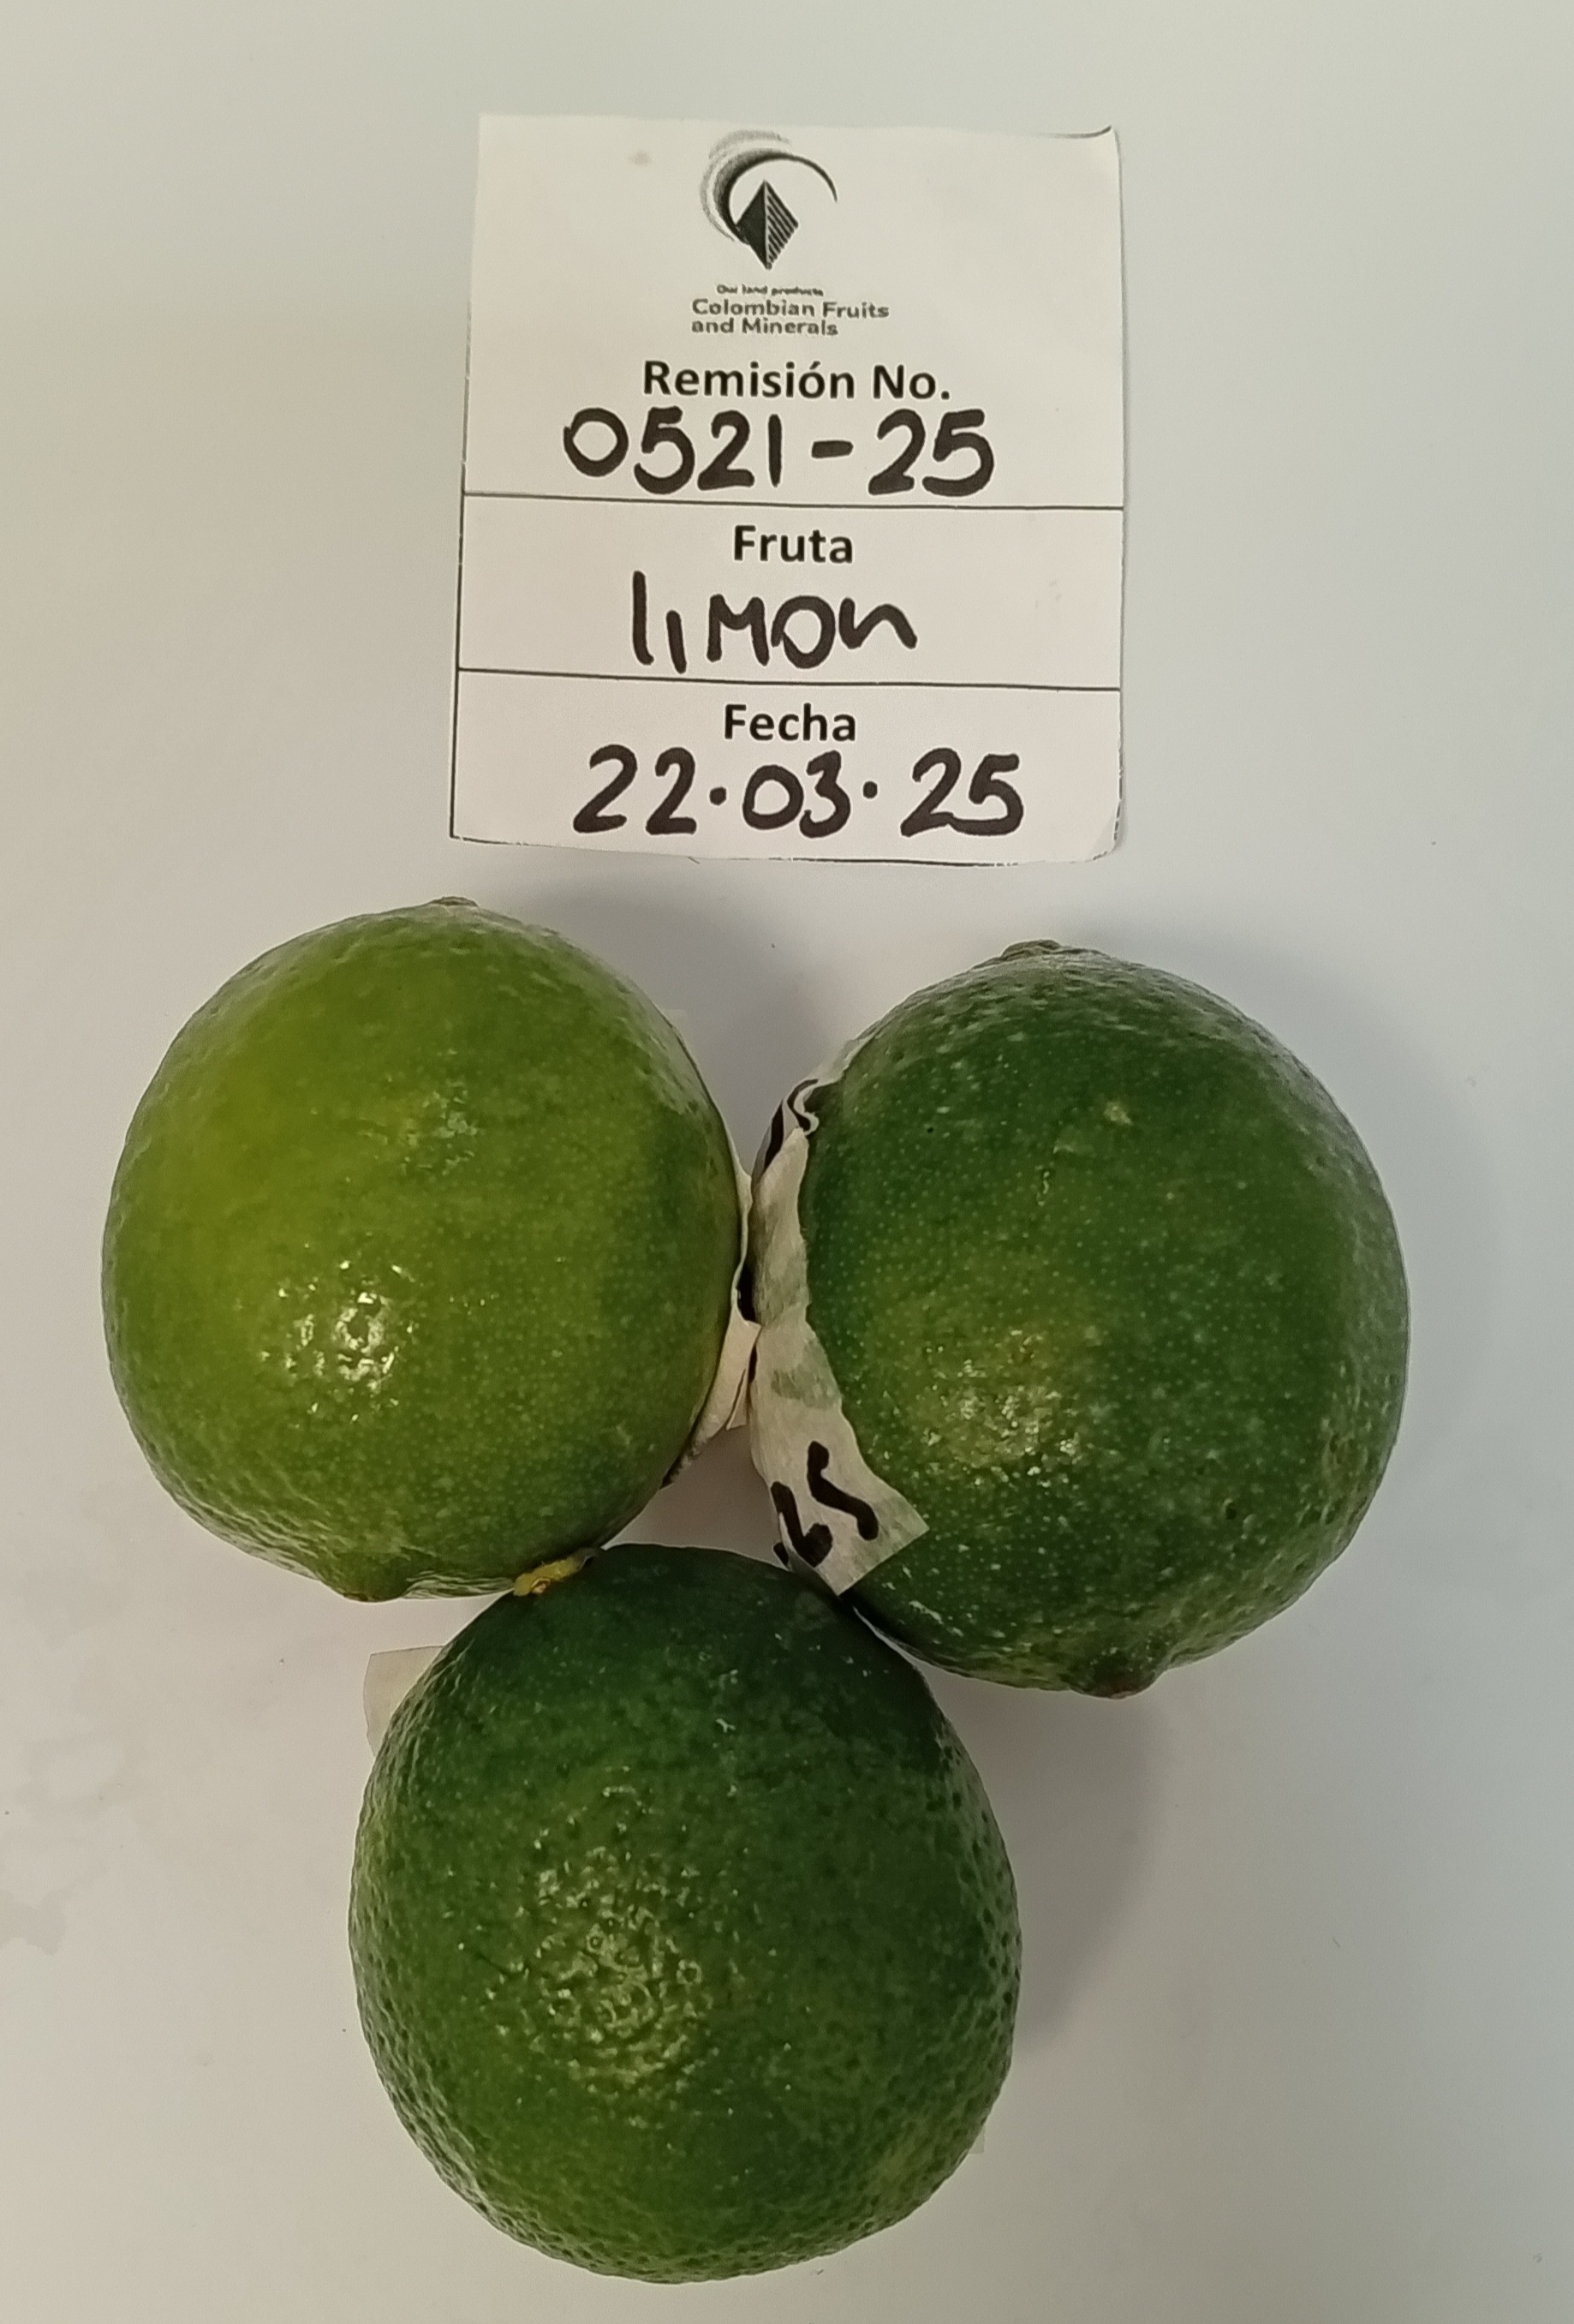 Our land products
Colombian Fruits
and Minerals
Remisión No.
0521-25
Fruta
limon
Fecha
22·03·25